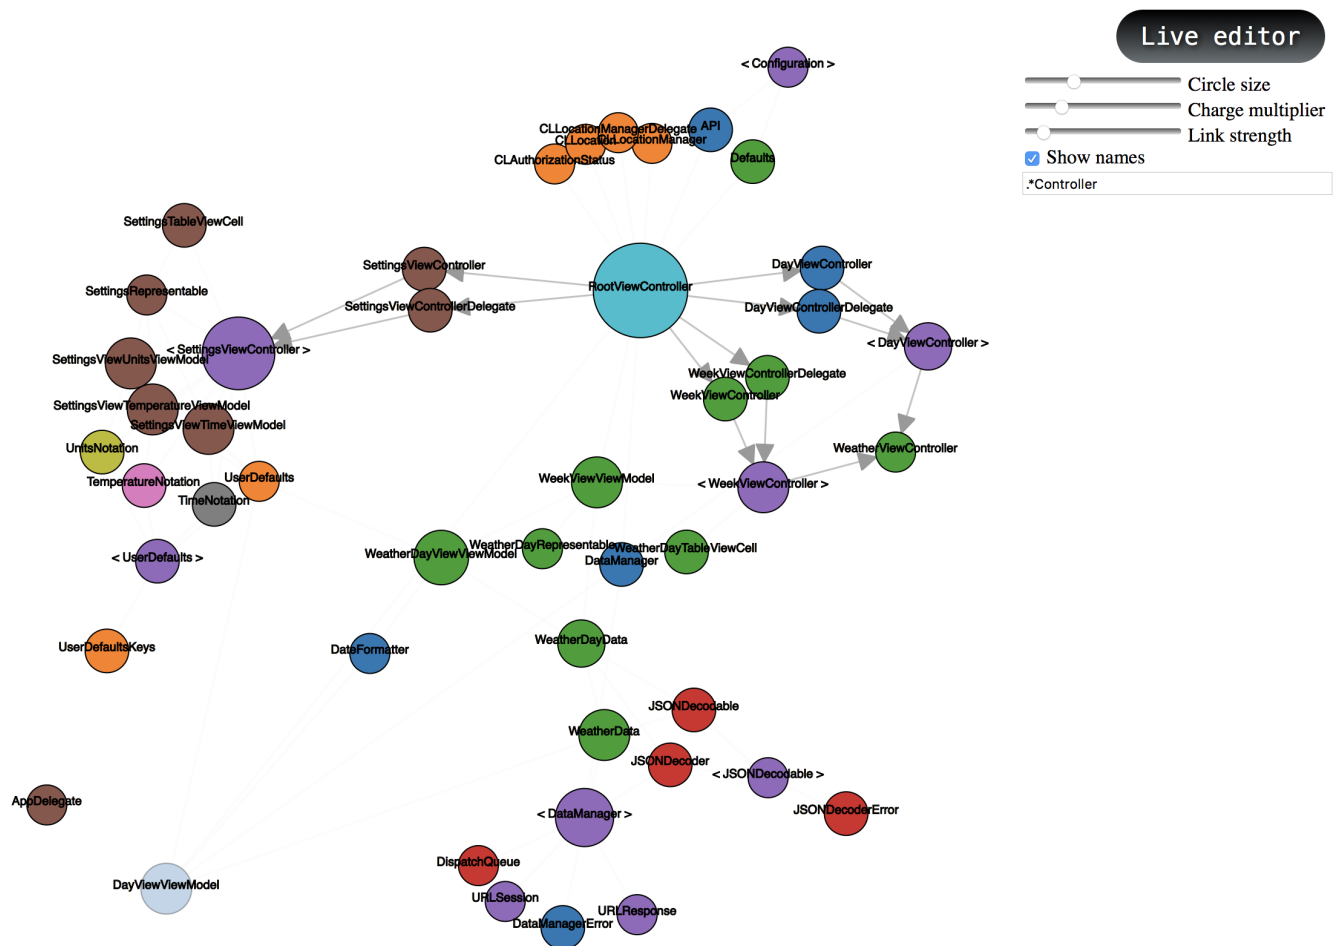 Live editor
< Configuration >
Circle size
Charge multiplier
Link strength
Show names
.*Controller
CLLocationManagerDelegate
API
CLLocation
CLLocationManager
CLAuthorizationStatus
Defaults
SettingsTableViewCell
SettingsViewController
DayViewController
RootViewController
SettingsRepresentable
SettingsViewControllerDelegate
DayViewControllerDelegate
< SettingsViewController >
< DayViewController >
SettingsViewUnitsViewModel
WeekViewControllerDelegate
WeekViewController
SettingsViewTemperatureViewModel
SettingsViewTimeViewModel
UnitsNotation
WeatherViewController
TemperatureNotation
UserDefaults
WeekViewViewModel
< WeekViewController >
TimeNotation
< UserDefaults >
WeatherDayViewViewModel
WeatherDayRepresentable
WeatherDayTableViewCell
DataManager
UserDefaultsKeys
DateFormatter
WeatherDayData
JSONDecodable
WeatherData
JSONDecoder
< JSONDecodable >
AppDelegate
< DataManager >
JSONDecoderError
DispatchQueue
DayViewViewModel
URLSession
URLResponse
DataManagerError